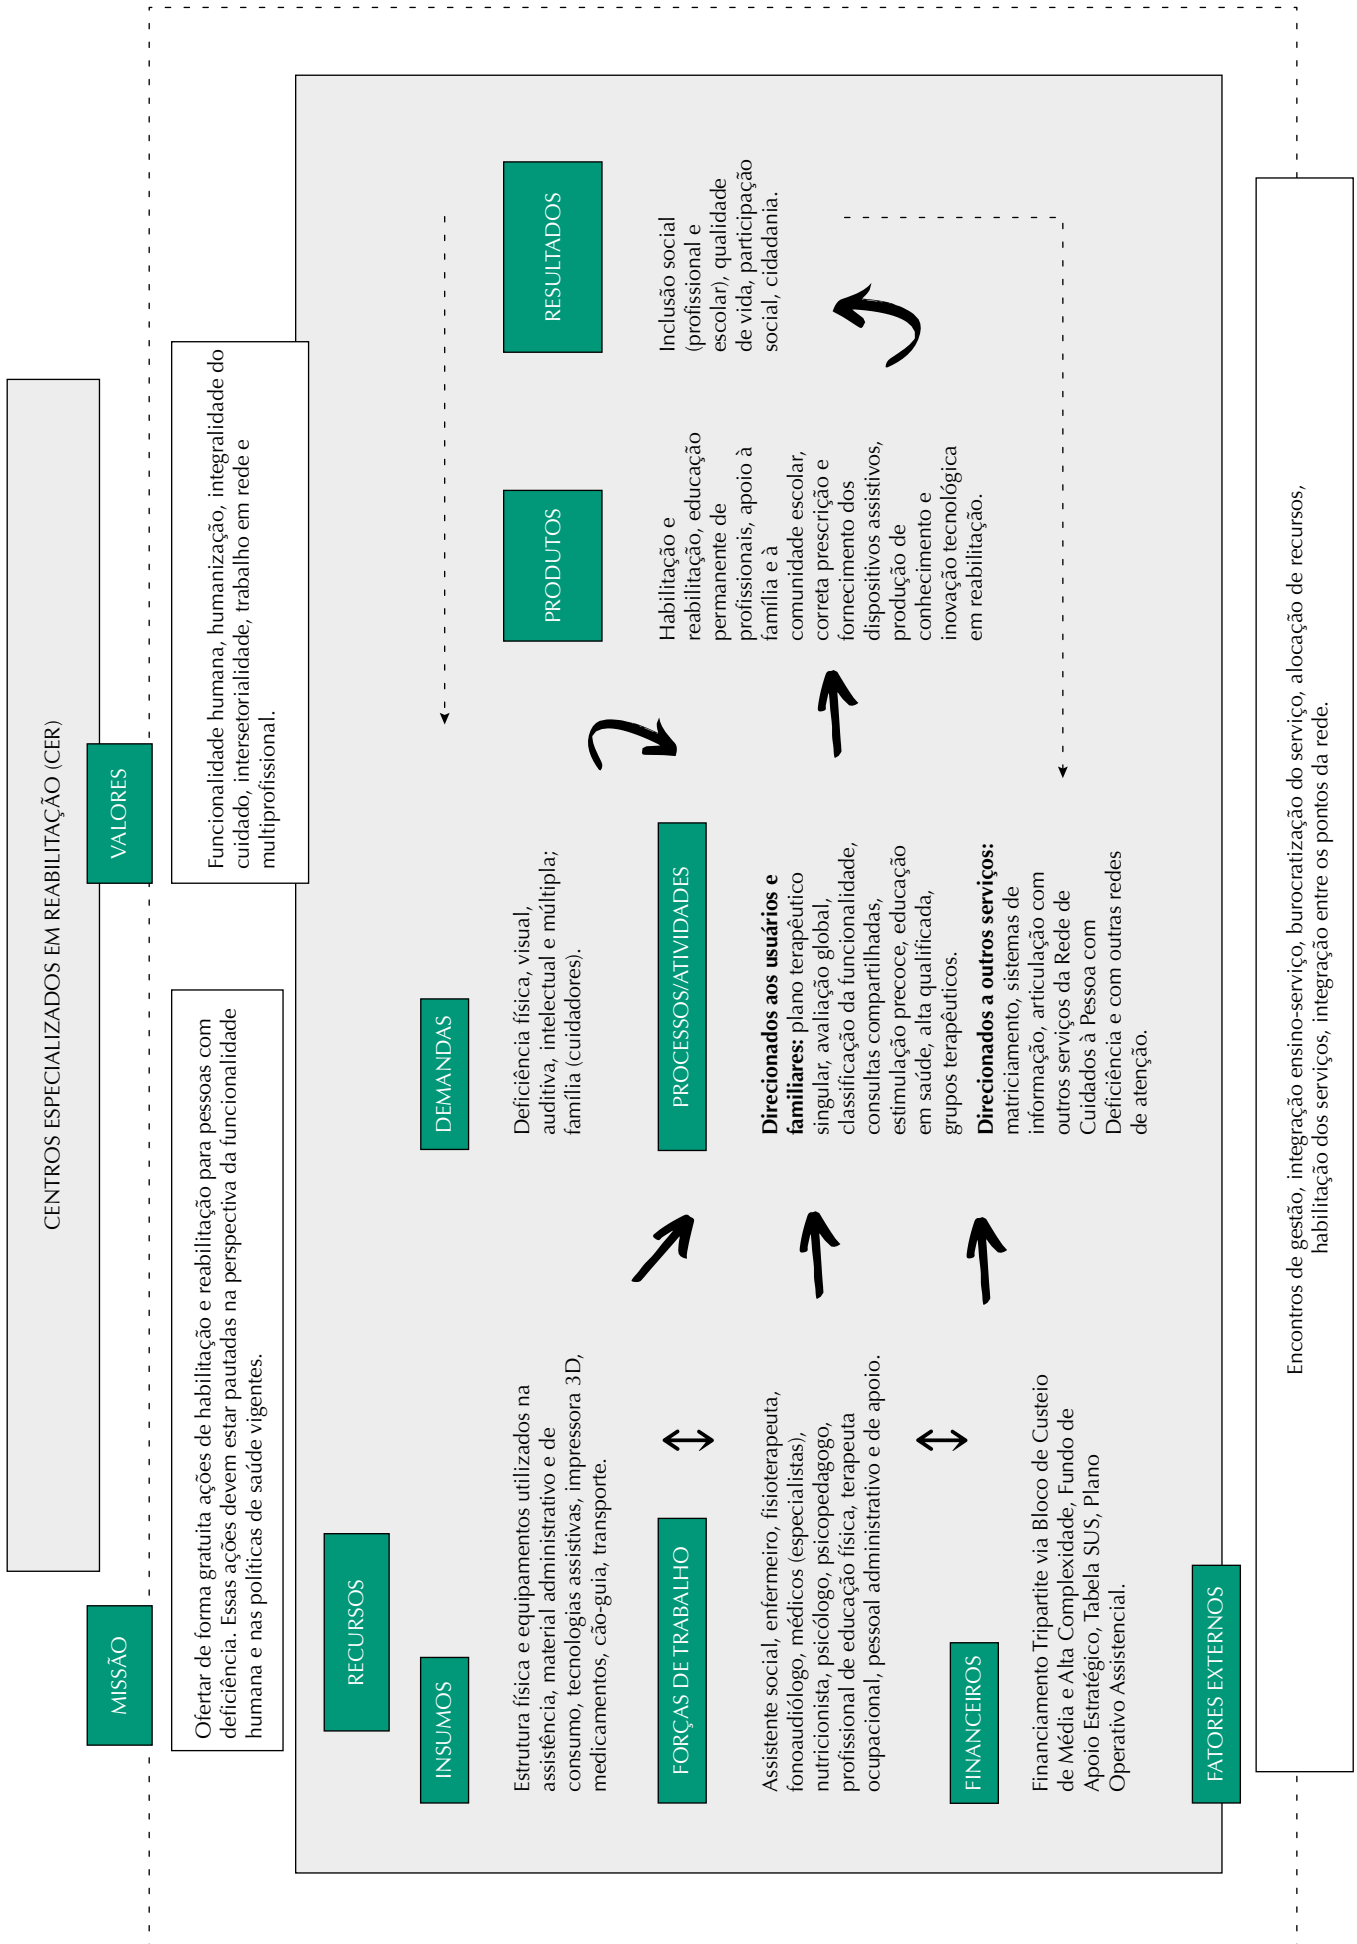 CENTROS ESPECIALIZADOS EM REABILITAÇÃO (CER)
MISSÃO
Ofertar de forma gratuita ações de habilitação e reabilitação para pessoas com
deficiência. Essas ações devem estar pautadas na perspectiva da funcionalidade
humana e nas políticas de saúde vigentes.
VALORES
Funcionalidade humana, humanização, integralidade do
cuidado, intersetorialidade, trabalho em rede e
multiprofissional.
RECURSOS
INSUMOS
Estrutura física e equipamentos utilizados na
assistência, material administrativo e de
consumo, tecnologias assistivas, impressora 3D,
medicamentos, cão-guia, transporte.
FORÇAS DE TRABALHO
Assistente social, enfermeiro, fisioterapeuta,
fonoaudiólogo, médicos (especialistas),
nutricionista, psicólogo, psicopedagogo,
profissional de educação física, terapeuta
ocupacional, pessoal administrativo e de apoio.
FINANCEIROS
Financiamento Tripartite via Bloco de Custeio
de Média e Alta Complexidade, Fundo de
Apoio Estratégico, Tabela SUS, Plano
Operativo Assistencial.
DEMANDAS
Deficiência física, visual,
auditiva, intelectual e múltipla;
família (cuidadores).
PROCESSOS/ATIVIDADES
Direcionados aos usuários e
familiares: plano terapêutico
singular, avaliação global,
classificação da funcionalidade,
consultas compartilhadas,
estimulação precoce, educação
em saúde, alta qualificada,
grupos terapêuticos.
Direcionados a outros serviços:
matriciamento, sistemas de
informação, articulação com
outros serviços da Rede de
Cuidados à Pessoa com
Deficiência e com outras redes
de atenção.
PRODUTOS
Habilitação e
reabilitação, educação
permanente de
profissionais, apoio à
família e à
comunidade escolar,
correta prescrição e
fornecimento dos
dispositivos assistivos,
produção de
conhecimento e
inovação tecnológica
em reabilitação.
RESULTADOS
Inclusão social
(profissional e
escolar), qualidade
de vida, participação
social, cidadania.
FATORES EXTERNOS
Encontros de gestão, integração ensino-serviço, burocratização do serviço, alocação de recursos,
habilitação dos serviços, integração entre os pontos da rede.